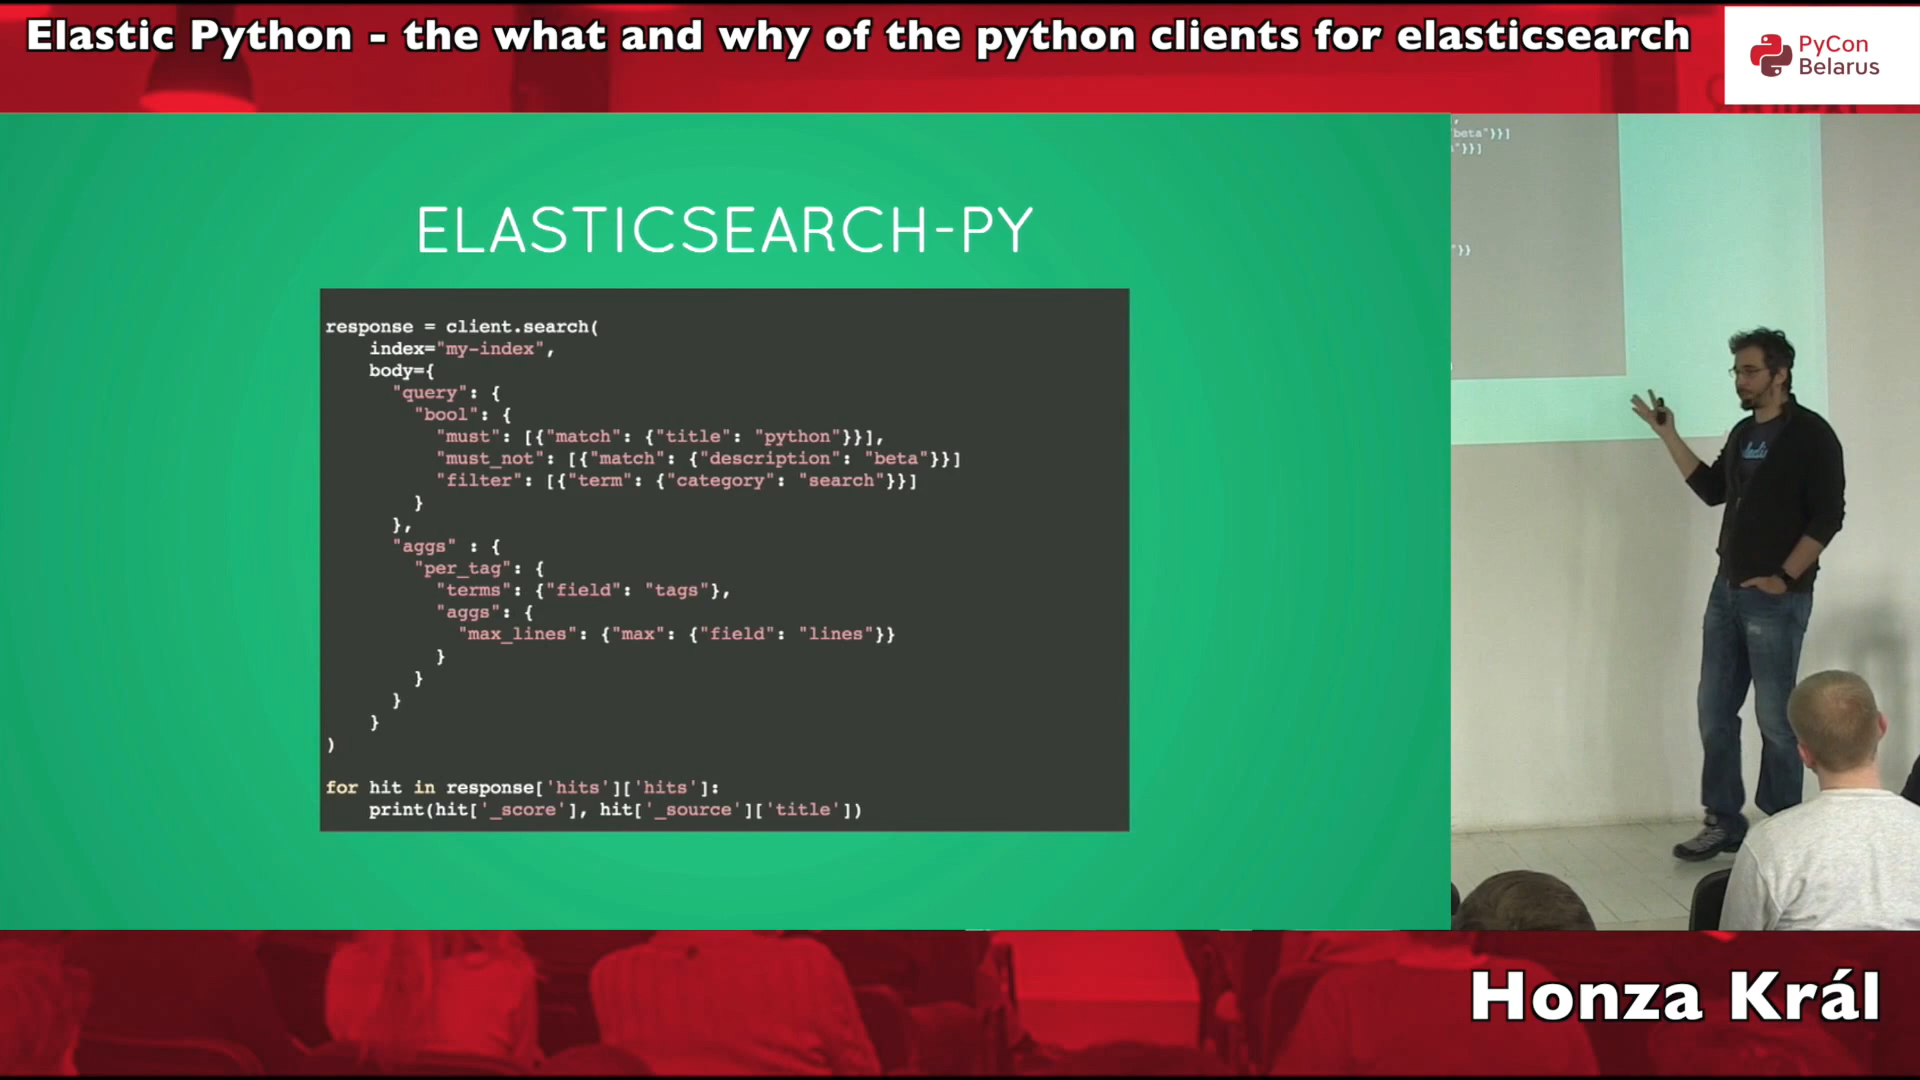 Elastic Python - the what and why of the python clients for elasticsearch
PyCon
Belarus
ELASTICSEARCH-PY
response = client.search(
    index="my-index",
    body={
      "query": {
        "bool": {
          "must": [{"match": {"title": "python"}}],
          "must_not": [{"match": {"description": "beta"}}]
          "filter": [{"term": {"category": "search"}}]
        }
      },
      "aggs" : {
        "per_tag": {
          "terms": {"field": "tags"},
          "aggs": {
            "max_lines": {"max": {"field": "lines"}}
          }
        }
      }
    }
)
for hit in response['hits']['hits']:
    print(hit['_score'], hit['_source']['title'])
beta"}}]
"}}]
"}}
Honza Král